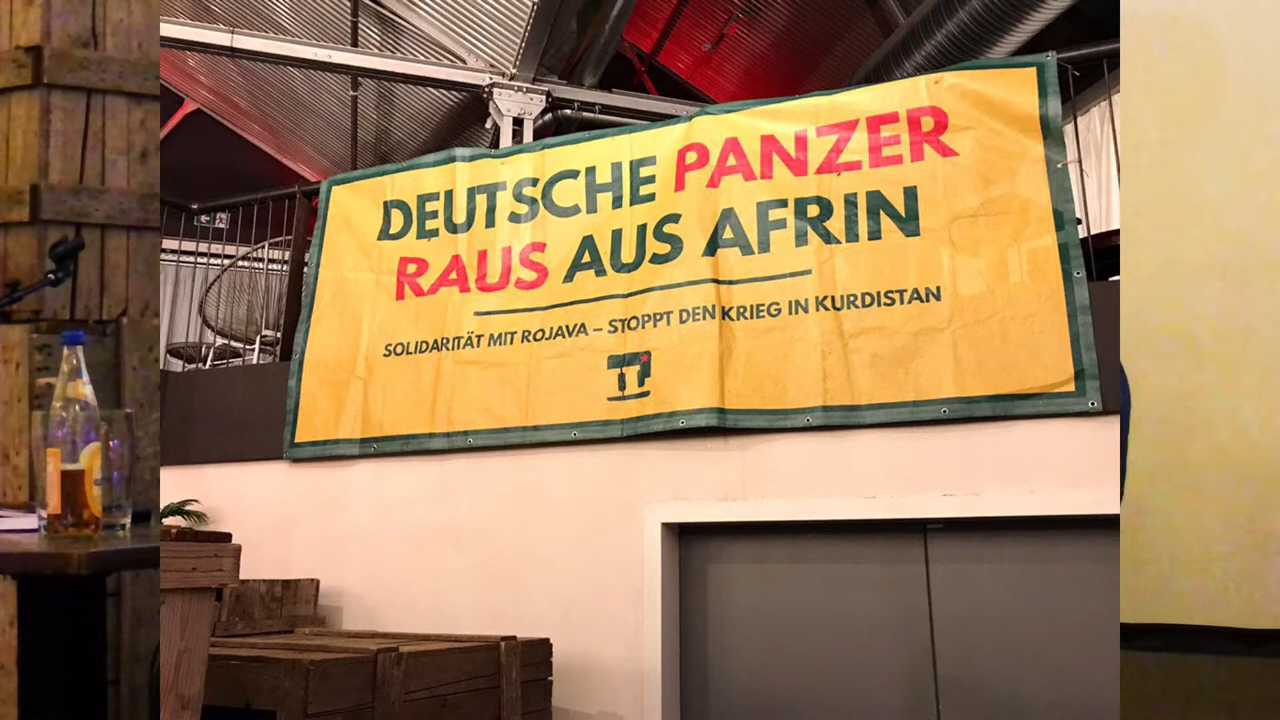 DEUTSCHE PANZER
RAUS AUS AFRIN
SOLIDARITÄT MIT ROJAVA – STOPPT DEN KRIEG IN KURDISTAN